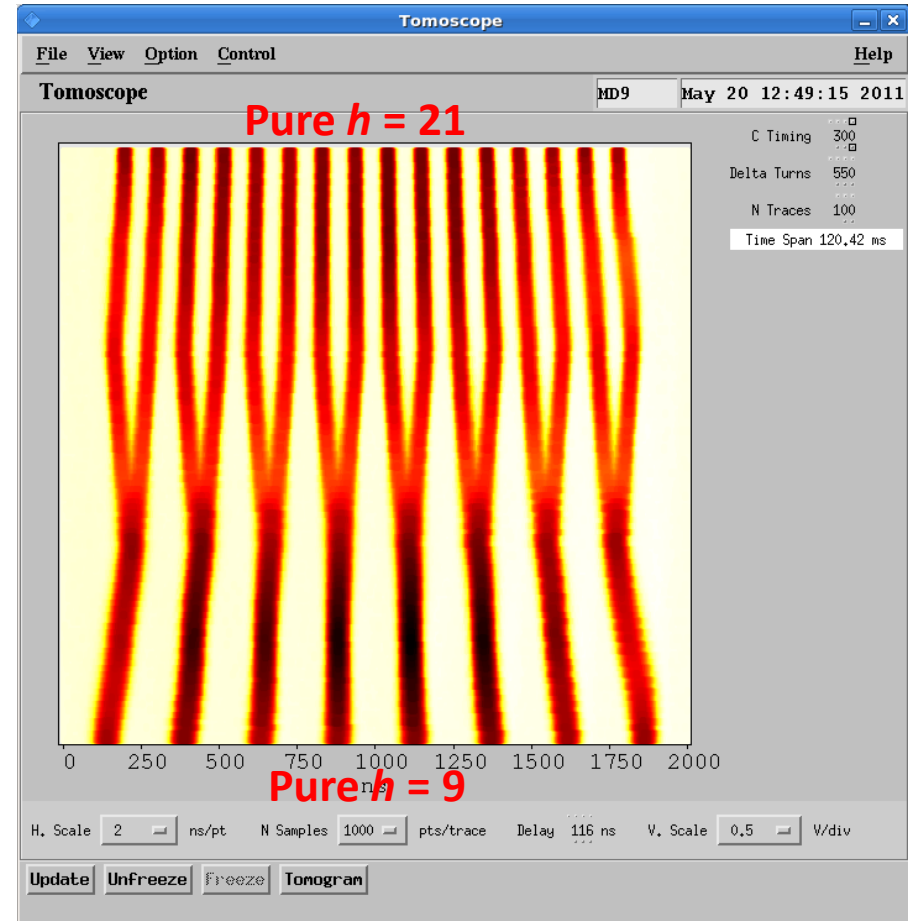 Tomoscope
File View Option Control Help
Tomoscope MD9 May 20 12:49:15 2011
Pure h = 21
C Timing 300
Delta Turns 550
N Traces 100
Time Span 120.42 ms
0 250 500 750 1000 1250 1500 1750 2000
ns
Pure h = 9
H. Scale 2 ns/pt N Samples 1000 pts/trace Delay 116 ns V. Scale 0.5 V/div
Update Unfreeze Freeze Tomogram